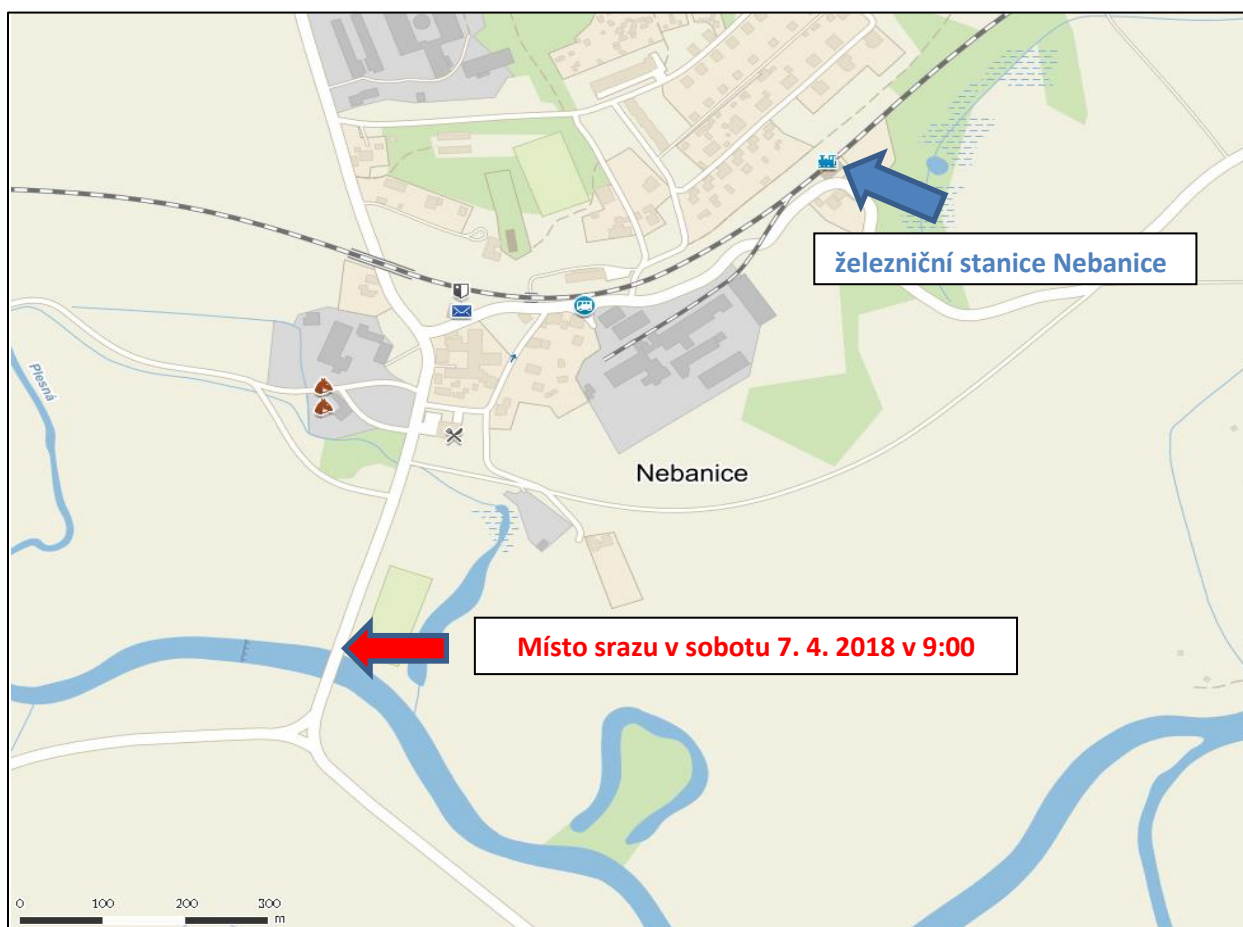 železniční stanice Nebanice
Plesná
Nebanice
Místo srazu v sobotu 7. 4. 2018 v 9:00
0 100 200 300
m